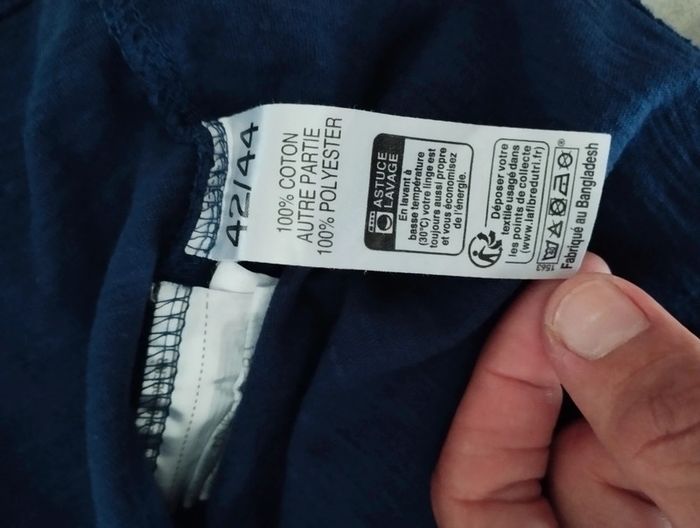 42/44
100% COTON
AUTRE PARTIE
100% POLYESTER
ASTUCE
LAVAGE
En lavant à
basse température
(30°C) votre linge est
toujours aussi propre
et vous économisez
de l'énergie.
Déposer votre
textile usagé dans
les points de collecte
(www.lafibredutri.fr)
1563
Fabriqué au Bangladesh